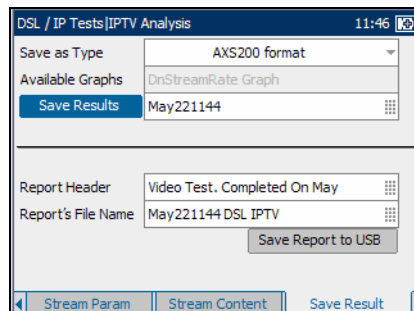 DSL / IP Tests|IPTV Analysis 11:46
Save as Type AXS200 format
Available Graphs DnStreamRate Graph
Save Results May221144
Report Header Video Test. Completed On May
Report's File Name May221144 DSL IPTV
Save Report to USB
Stream Param Stream Content Save Result